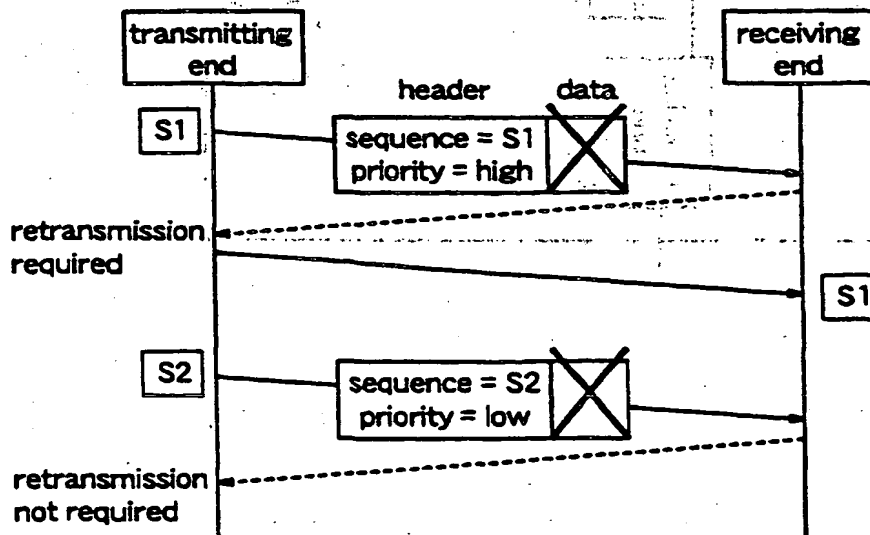 transmitting
end
receiving
end
header
data
S1
sequence = S1
priority = high
retransmission
required
S1
S2
sequence = S2
priority = low
retransmission
not required